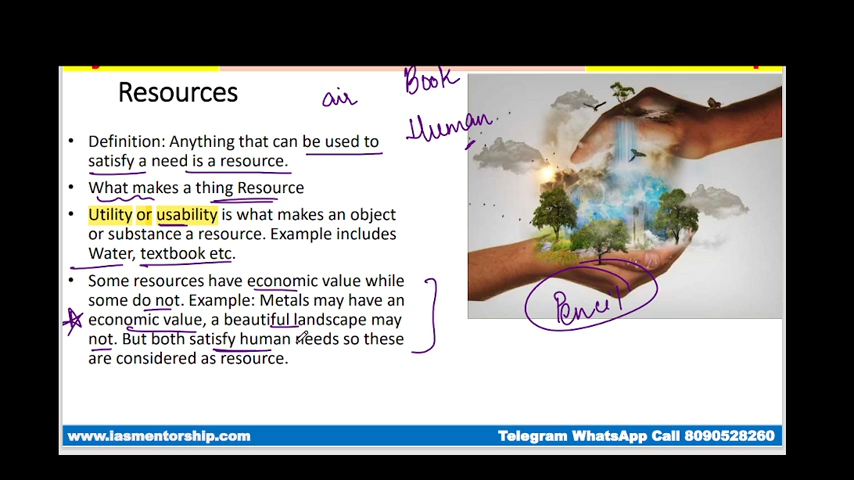 Resources
air
Book
Human
• Definition: Anything that can be used to
satisfy a need is a resource.
• What makes a thing Resource
• Utility or usability is what makes an object
or substance a resource. Example includes
Water, textbook etc.
• Some resources have economic value while
some do not. Example: Metals may have an
economic value, a beautiful landscape may
not. But both satisfy human needs so these
are considered as resource.
Pencil
www.iasmentorship.com
Telegram WhatsApp Call 8090528260